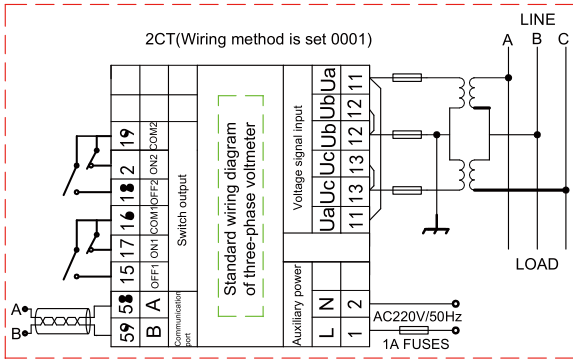 LINE
2CT(Wiring method is set 0001)
A B C
19 COM2
2 ON2
18 OFF2
16 COM1
17 ON1
15 OFF1
58 A
59 B
Switch output
Communication port
Standard wiring diagram
of three-phase voltmeter
Voltage signal input
Ua 11
Ub 12
Ub 12
Uc 13
Uc 13
Ua 11
Auxiliary power
N 2
L 1
A
B
AC220V/50Hz
1A FUSES
LOAD